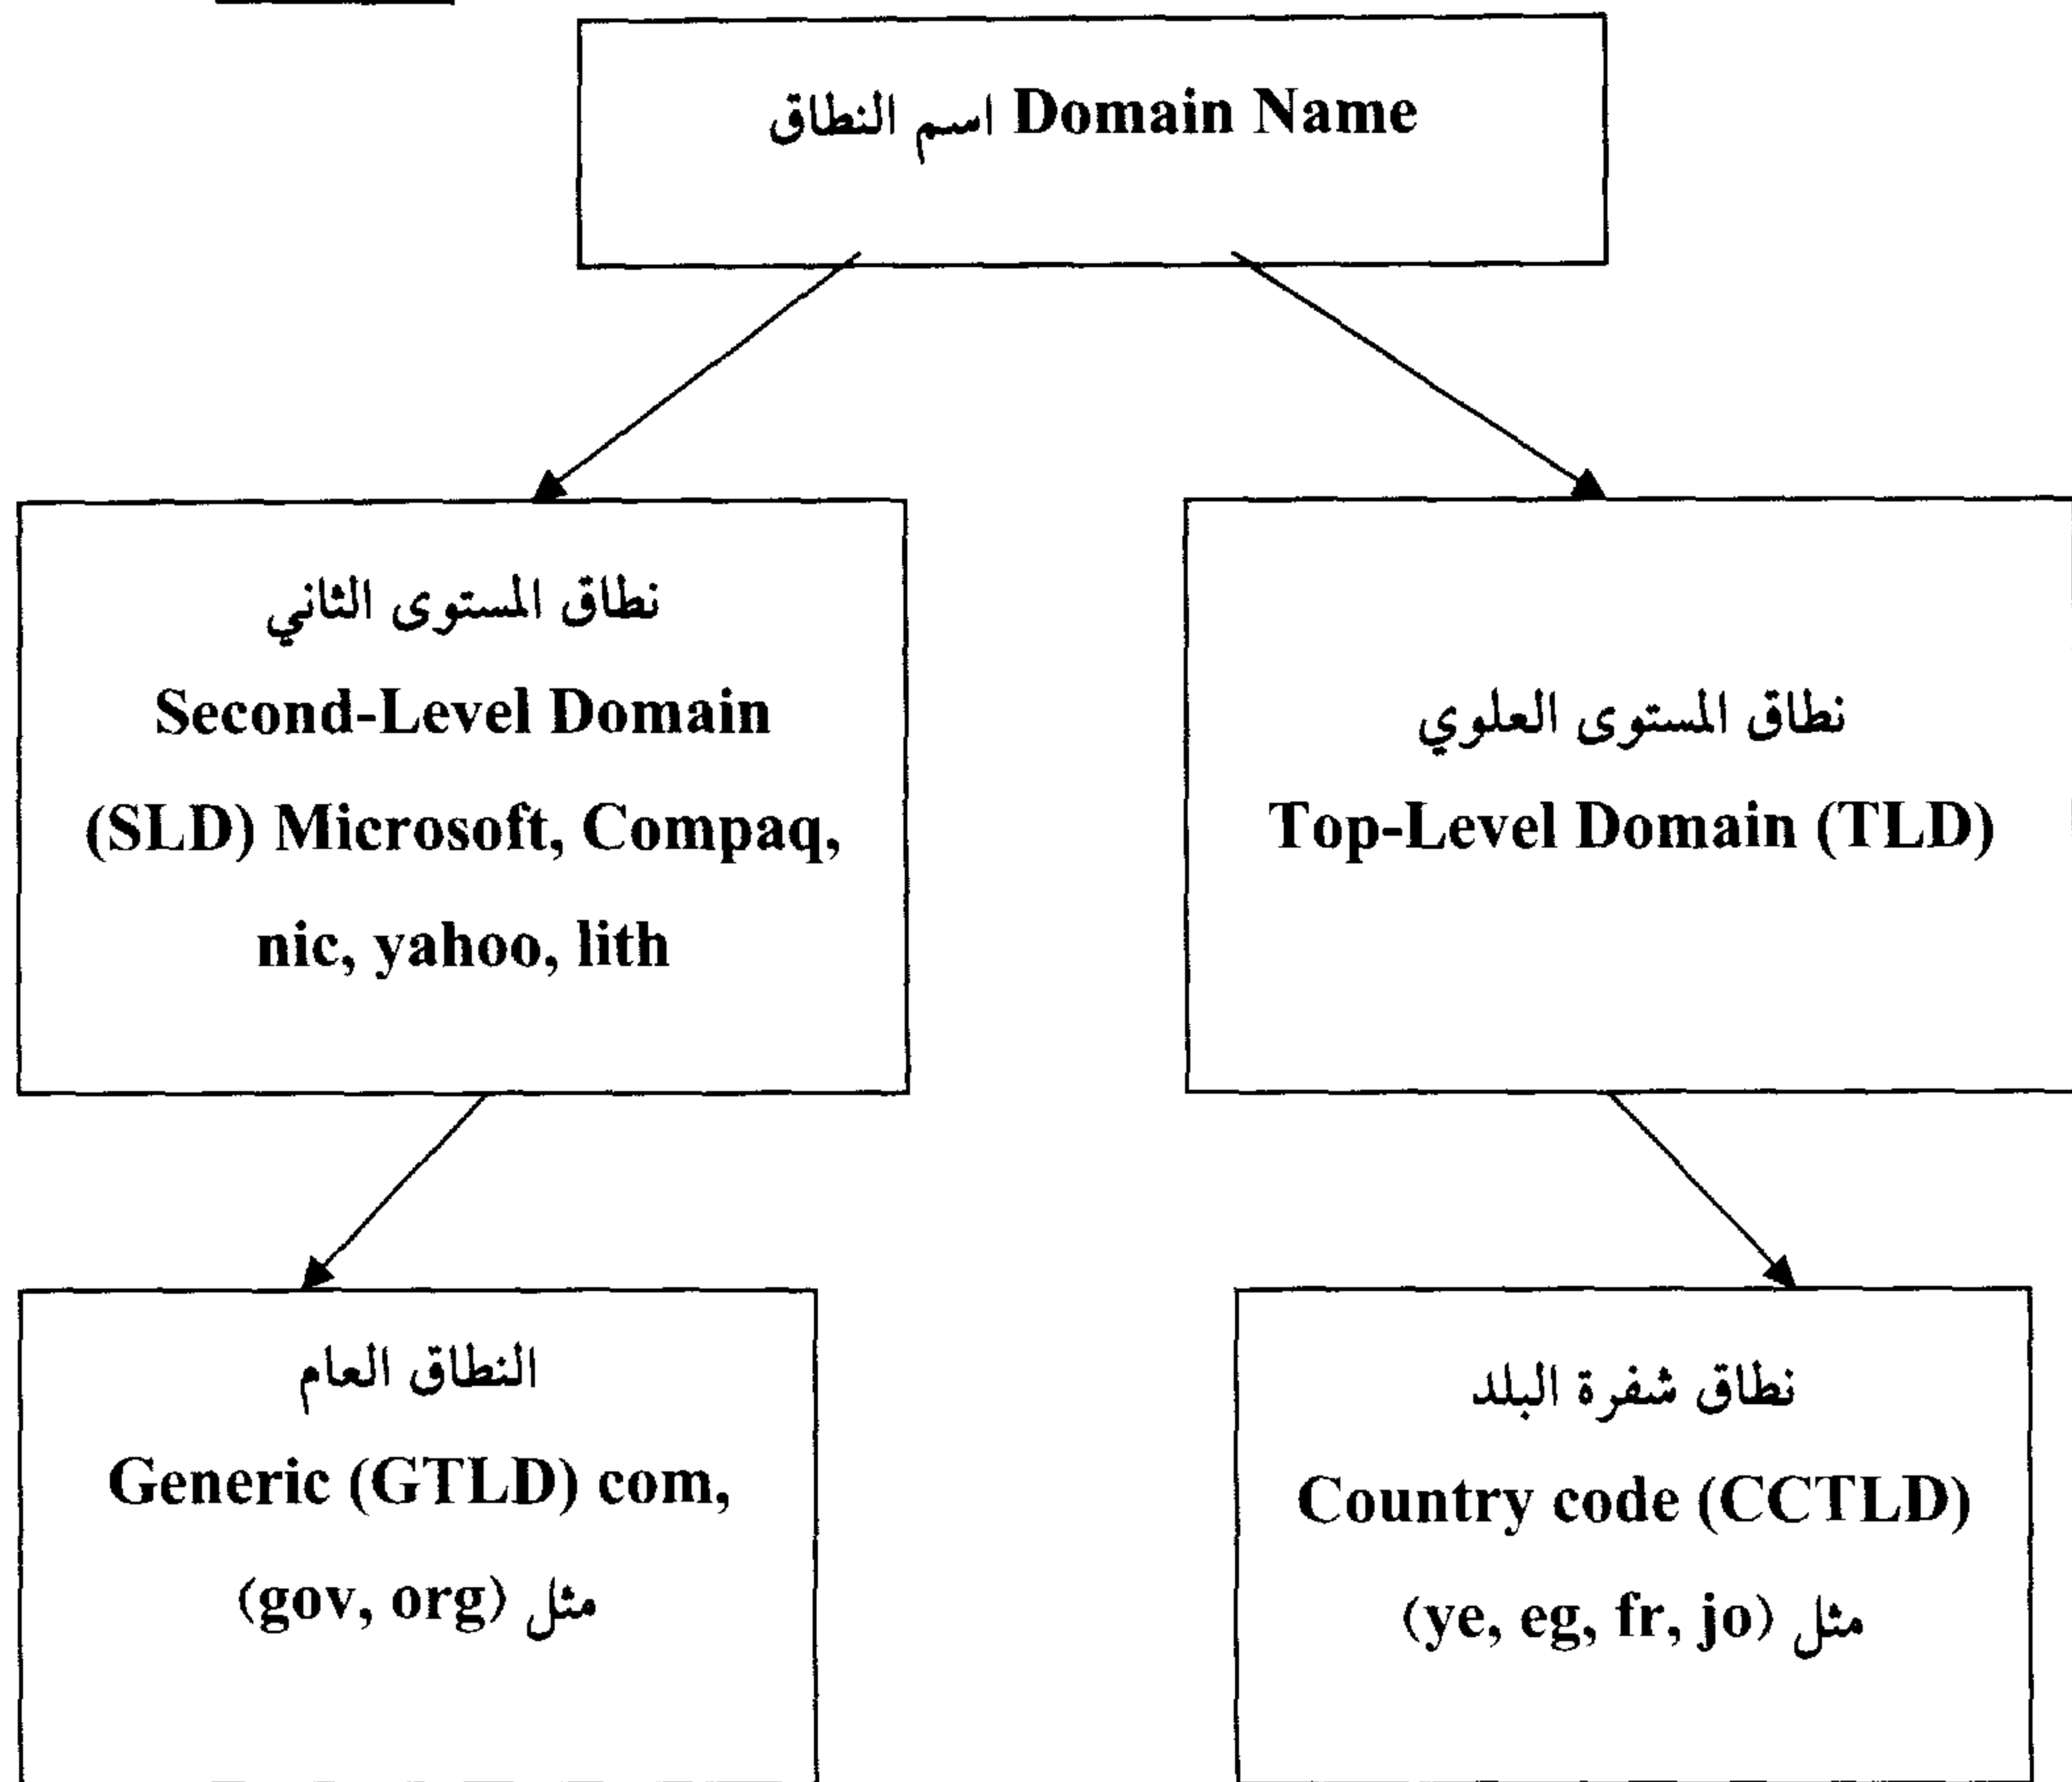 اسم النطاق Domain Name
نطاق المستوى الثاني
Second-Level Domain
(SLD) Microsoft, Compaq,
nic, yahoo, lith
نطاق المستوى العلوي
Top-Level Domain (TLD)
النطاق العام
Generic (GTLD) com,
مثل (gov, org)
نطاق شفرة البلد
Country code (CCTLD)
مثل (ye, eg, fr, jo)